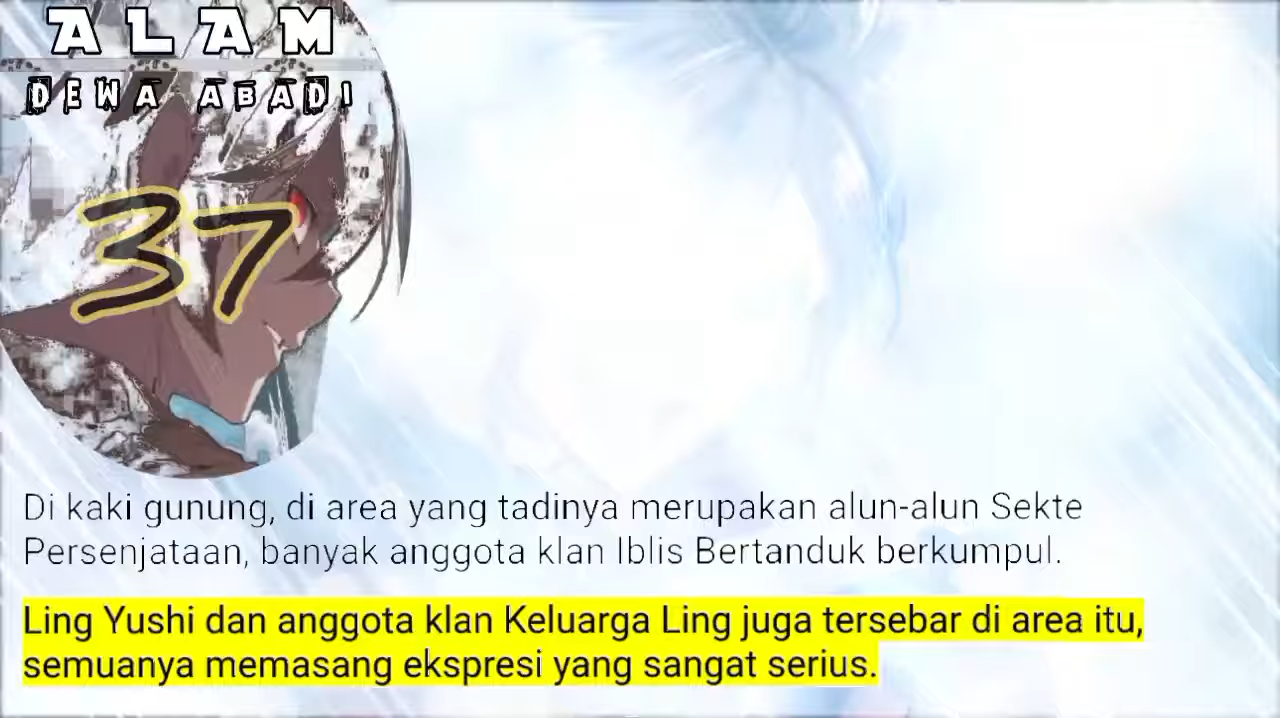 ALAM
DEWA ABADI
37
Di kaki gunung, di area yang tadinya merupakan alun-alun Sekte
Persenjataan, banyak anggota klan Iblis Bertanduk berkumpul.
Ling Yushi dan anggota klan Keluarga Ling juga tersebar di area itu,
semuanya memasang ekspresi yang sangat serius.